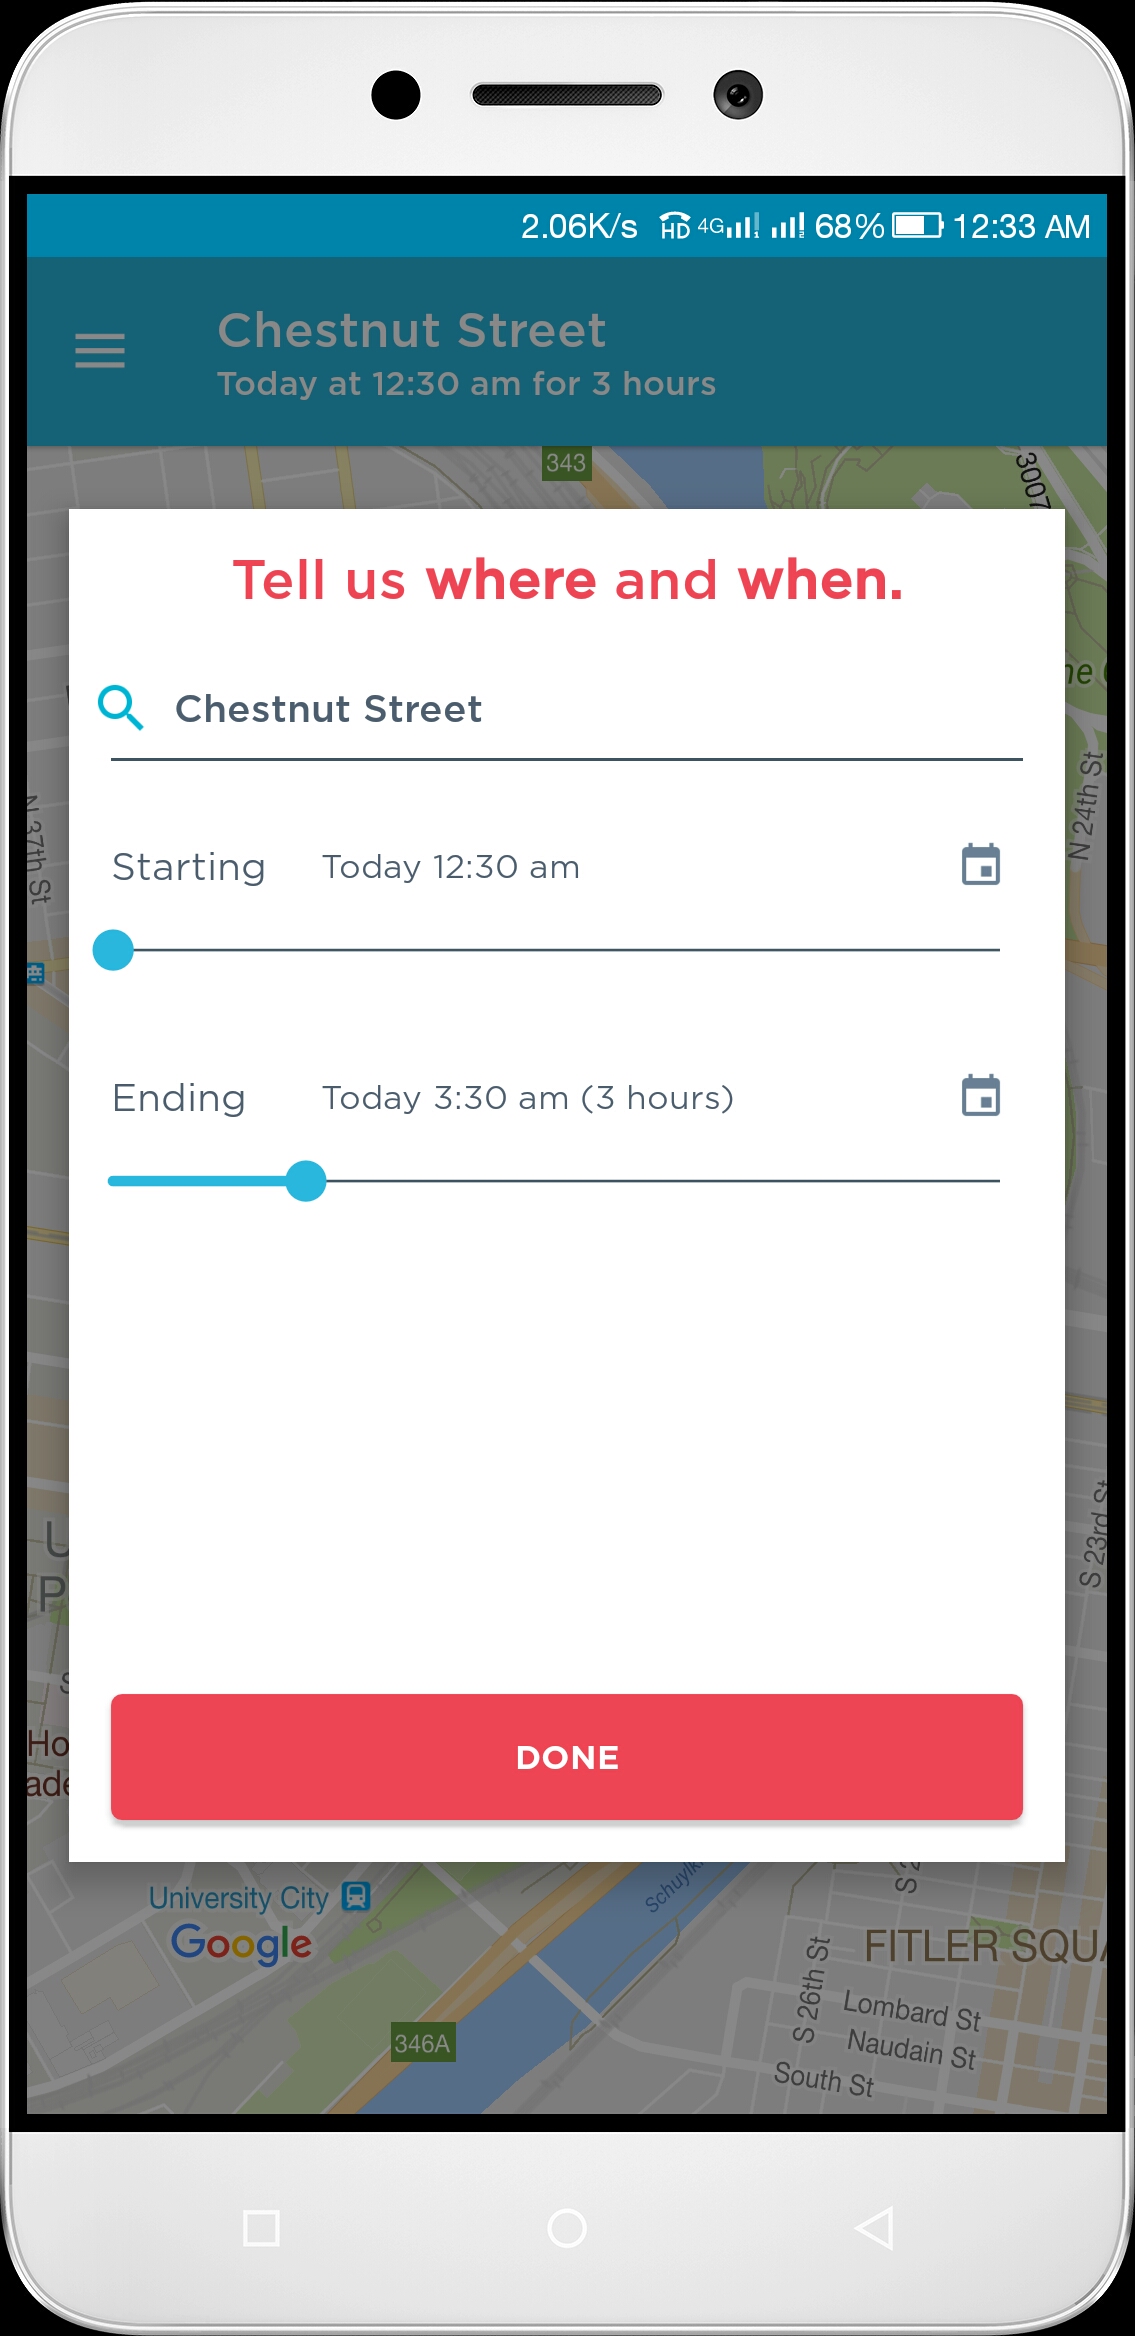 2.06K/s HD 4G 1 2 68% 12:33 AM
Chestnut Street
Today at 12:30 am for 3 hours
343
3007
Tell us where and when.
Chestnut Street
N 24th St
N 37th St
Starting Today 12:30 am
Ending Today 3:30 am (3 hours)
S 23rd St
DONE
University City
Google
FITLER SQUA
S 26th St
Lombard St
Naudain St
South St
346A